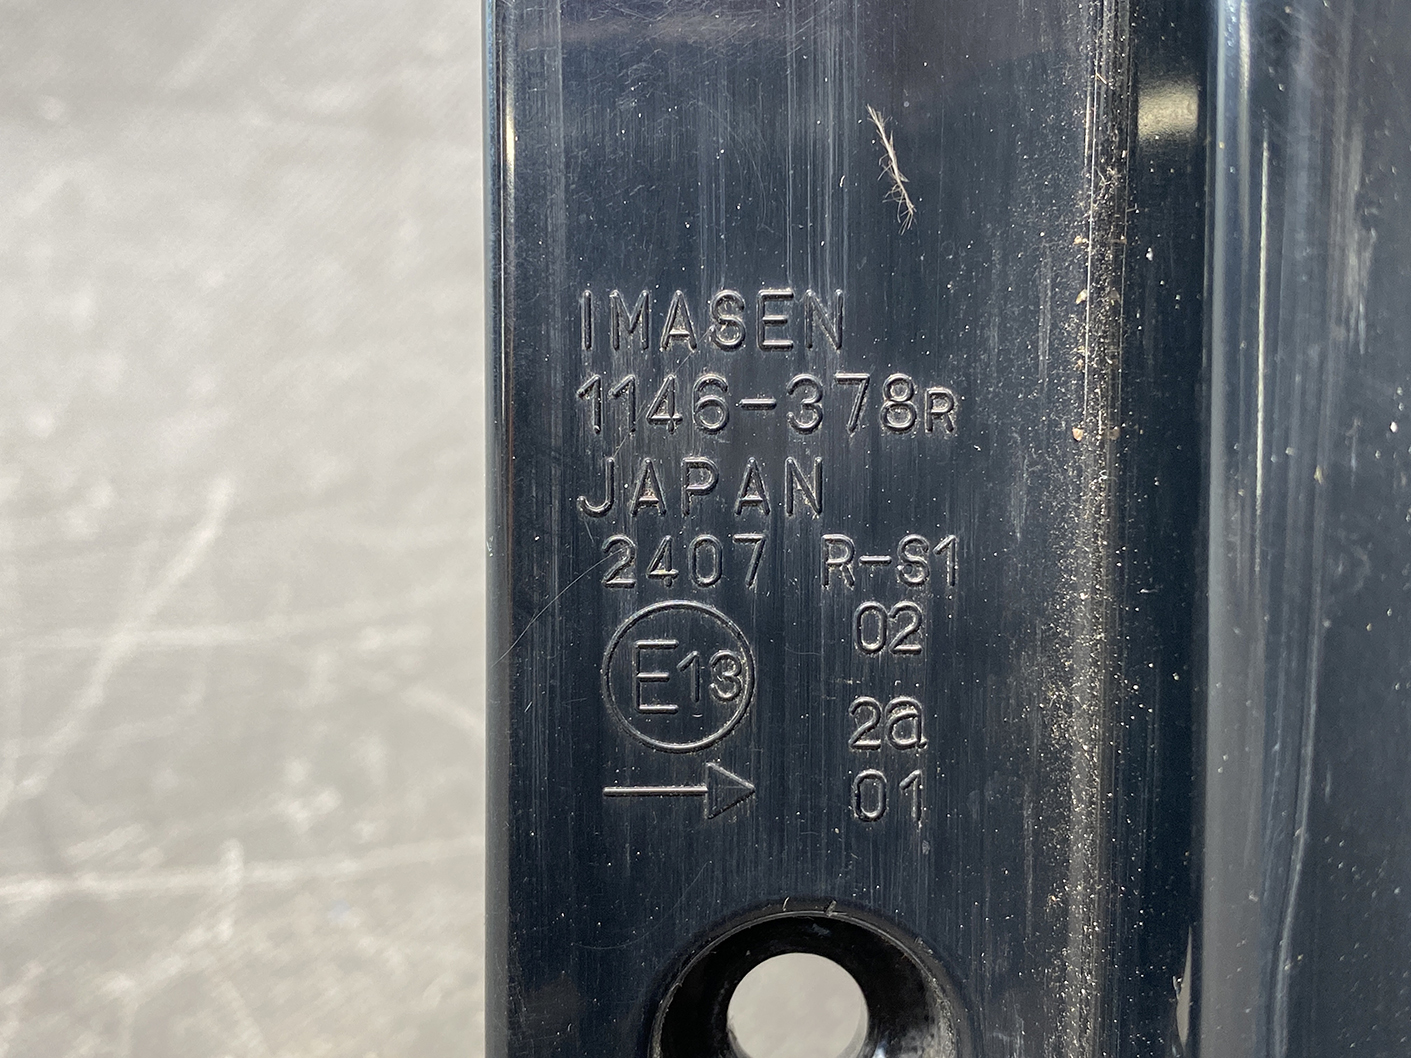 IMASEN
1146-378R
JAPAN
2407 R-S1
02
E13
2a
01